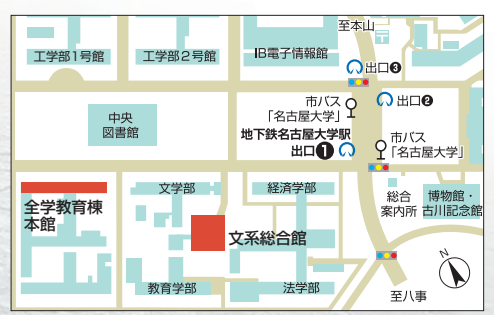 至本山
工学部1号館
工学部2号館
IB電子情報館
出口❸
出口❷
市バス
「名古屋大学」
中央
図書館
地下鉄名古屋大学駅
出口❶
市バス
「名古屋大学」
全学教育棟
本館
文学部
経済学部
総合
案内所
博物館・
古川記念館
文系総合館
教育学部
法学部
至八事
N